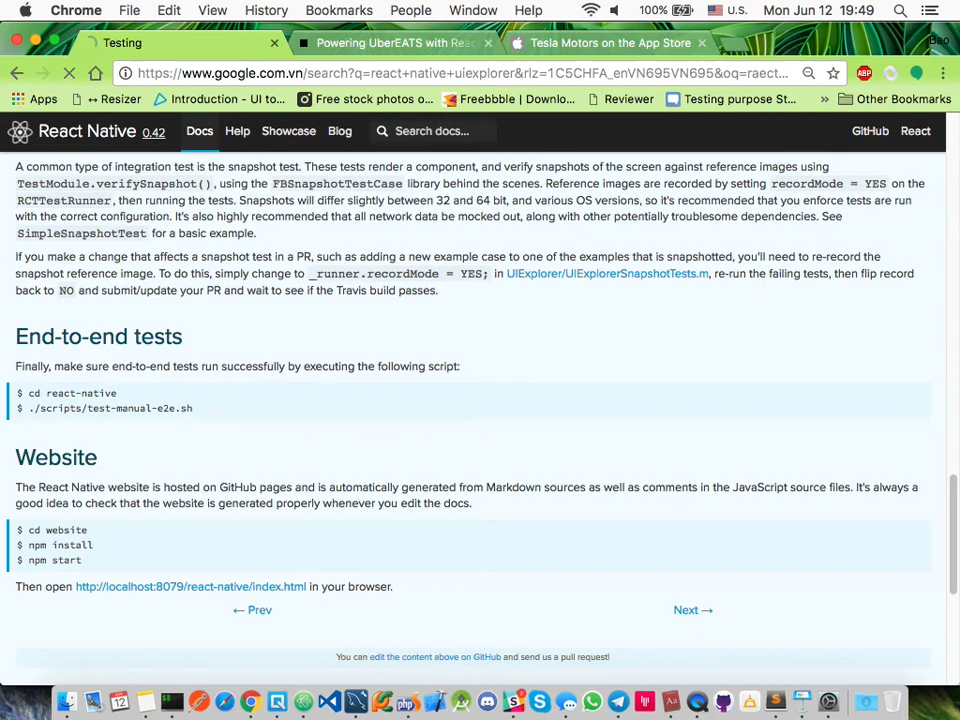 Chrome File Edit View History Bookmarks People Window Help 100% U.S. Mon Jun 12 19:49
Testing Powering UberEATS with Reac Tesla Motors on the App Store Bao
https://www.google.com.vn/search?q=react+native+uiexplorer&rlz=1C5CHFA_enVN695VN695&oq=raect... ABP
Apps ↔ Resizer Introduction - UI to... Free stock photos o... Freebbble | Downlo... Reviewer Testing purpose St... » Other Bookmarks
React Native 0.42 Docs Help Showcase Blog Search docs... GitHub React
A common type of integration test is the snapshot test. These tests render a component, and verify snapshots of the screen against reference images using
TestModule.verifySnapshot(), using the FBSnapshotTestCase library behind the scenes. Reference images are recorded by setting recordMode = YES on the
RCTTestRunner, then running the tests. Snapshots will differ slightly between 32 and 64 bit, and various OS versions, so it's recommended that you enforce tests are run
with the correct configuration. It's also highly recommended that all network data be mocked out, along with other potentially troublesome dependencies. See
SimpleSnapshotTest for a basic example.
If you make a change that affects a snapshot test in a PR, such as adding a new example case to one of the examples that is snapshotted, you'll need to re-record the
snapshot reference image. To do this, simply change to _runner.recordMode = YES; in UIExplorer/UIExplorerSnapshotTests.m, re-run the failing tests, then flip record
back to NO and submit/update your PR and wait to see if the Travis build passes.
End-to-end tests
Finally, make sure end-to-end tests run successfully by executing the following script:
$ cd react-native
$ ./scripts/test-manual-e2e.sh
Website
The React Native website is hosted on GitHub pages and is automatically generated from Markdown sources as well as comments in the JavaScript source files. It's always a
good idea to check that the website is generated properly whenever you edit the docs.
$ cd website
$ npm install
$ npm start
Then open http://localhost:8079/react-native/index.html in your browser.
← Prev Next →
You can edit the content above on GitHub and send us a pull request!
12 php Aa